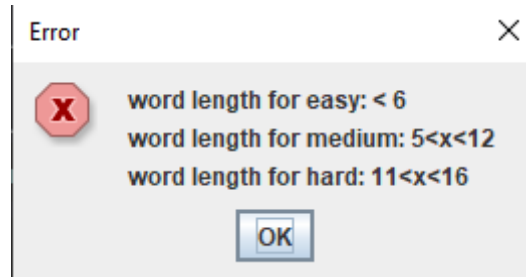 Error
word length for easy: < 6
word length for medium: 5<x<12
word length for hard: 11<x<16
OK